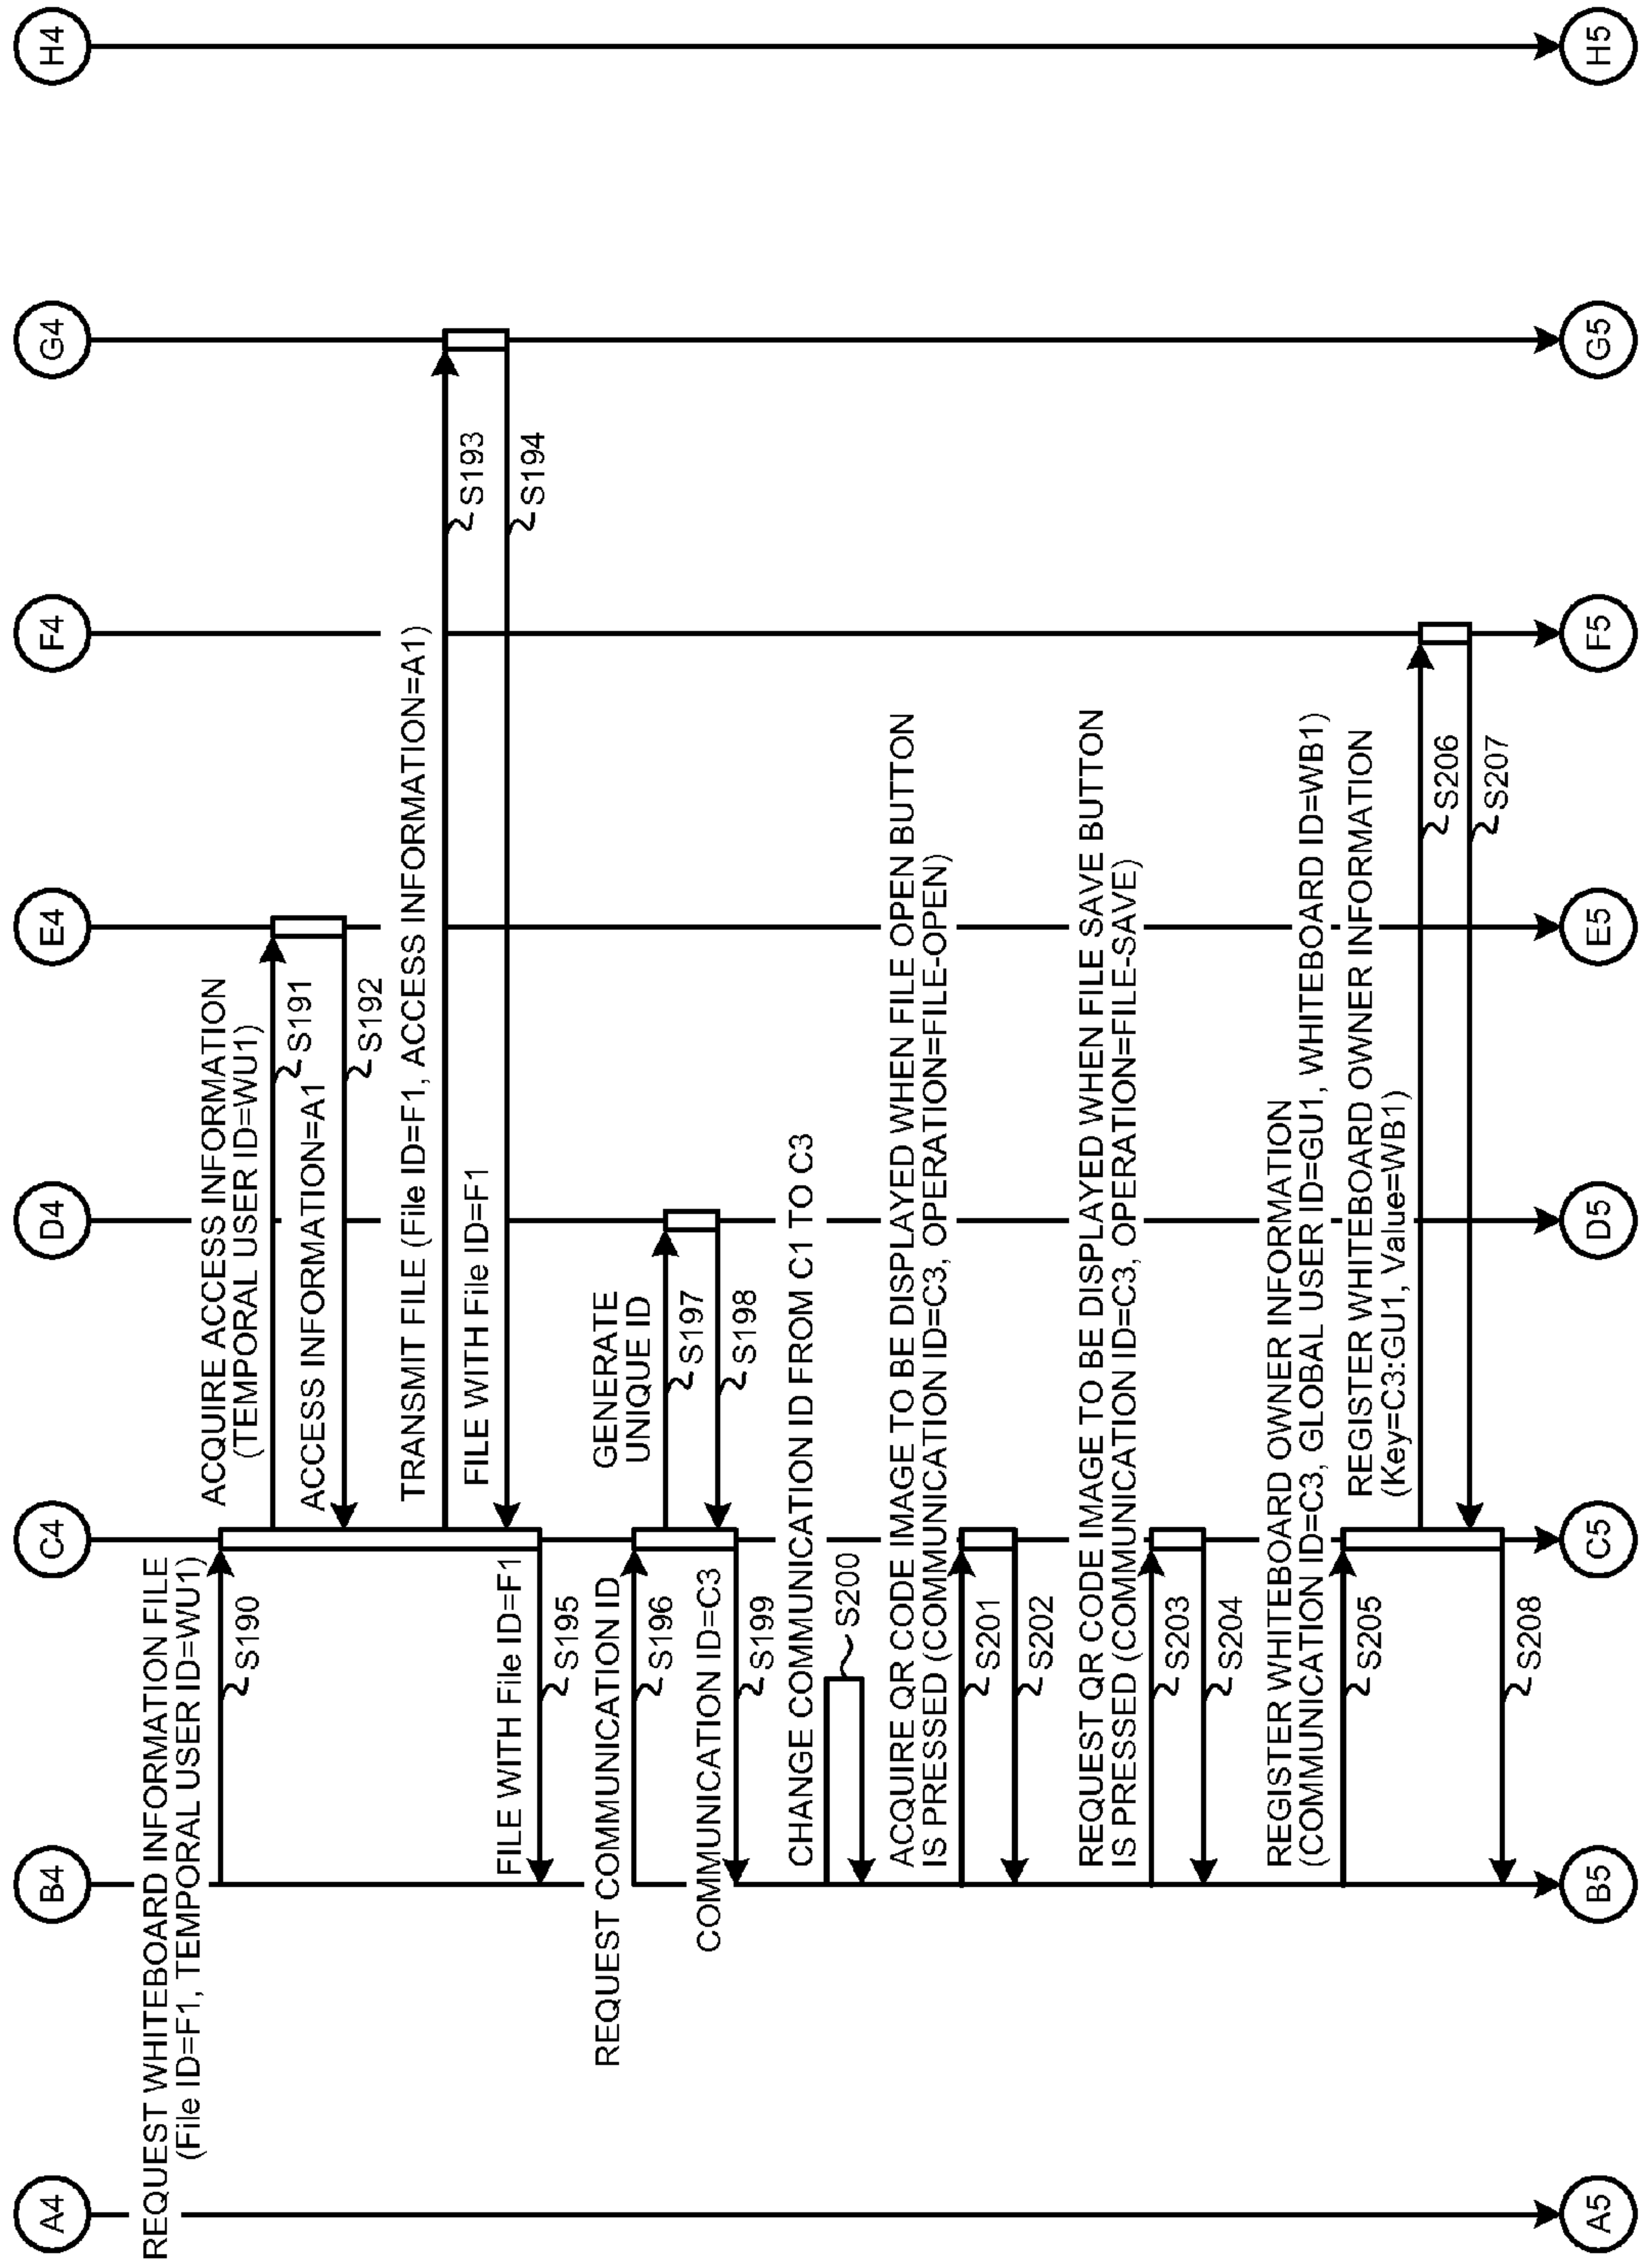 A4
B4
C4
D4
E4
F4
G4
H4
REQUEST WHITEBOARD INFORMATION FILE
(File ID=F1, TEMPORAL USER ID=WU1)
S190
ACQUIRE ACCESS INFORMATION
(TEMPORAL USER ID=WU1)
S191
ACCESS INFORMATION=A1
S192
TRANSMIT FILE (File ID=F1, ACCESS INFORMATION=A1)
S193
FILE WITH File ID=F1
S194
FILE WITH File ID=F1
S195
REQUEST COMMUNICATION ID
S196
GENERATE
UNIQUE ID
S197
S198
COMMUNICATION ID=C3
S199
CHANGE COMMUNICATION ID FROM C1 TO C3
S200
ACQUIRE QR CODE IMAGE TO BE DISPLAYED WHEN FILE OPEN BUTTON
IS PRESSED (COMMUNICATION ID=C3, OPERATION=FILE-OPEN)
S201
S202
REQUEST QR CODE IMAGE TO BE DISPLAYED WHEN FILE SAVE BUTTON
IS PRESSED (COMMUNICATION ID=C3, OPERATION=FILE-SAVE)
S203
S204
REGISTER WHITEBOARD OWNER INFORMATION
(COMMUNICATION ID=C3, GLOBAL USER ID=GU1, WHITEBOARD ID=WB1)
S205
REGISTER WHITEBOARD OWNER INFORMATION
(Key=C3:GU1, Value=WB1)
S206
S207
S208
A5
B5
C5
D5
E5
F5
G5
H5